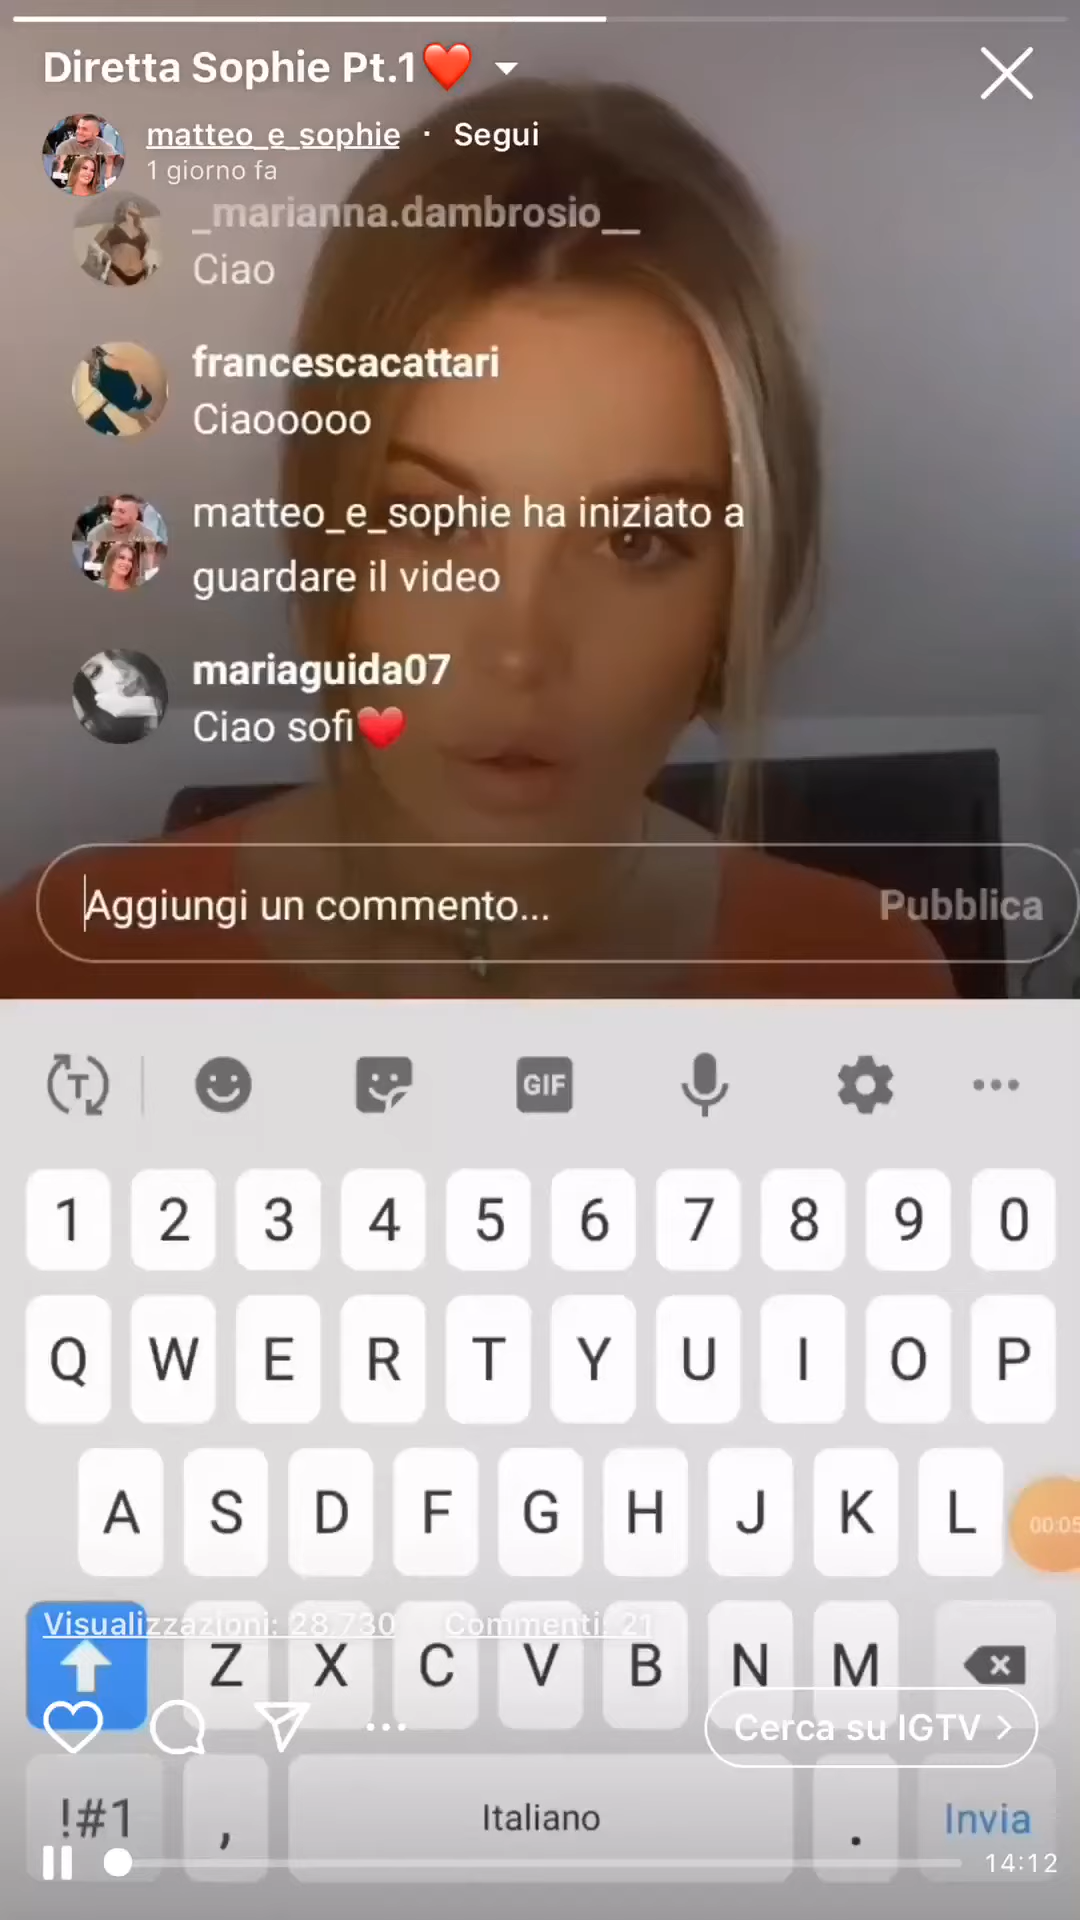 Diretta Sophie Pt.1❤️
matteo_e_sophie · Segui
1 giorno fa
_marianna.dambrosio__
Ciao
francescacattari
Ciaooooo
matteo_e_sophie ha iniziato a
guardare il video
mariaguida07
Ciao sofi❤️
Aggiungi un commento... Pubblica
GIF
1 2 3 4 5 6 7 8 9 0
Q W E R T Y U I O P
A S D F G H J K L
00:05
Visualizzazioni: 28.730 Commenti: 21
Z X C V B N M
Cerca su IGTV
!#1 , Italiano . Invia
14:12